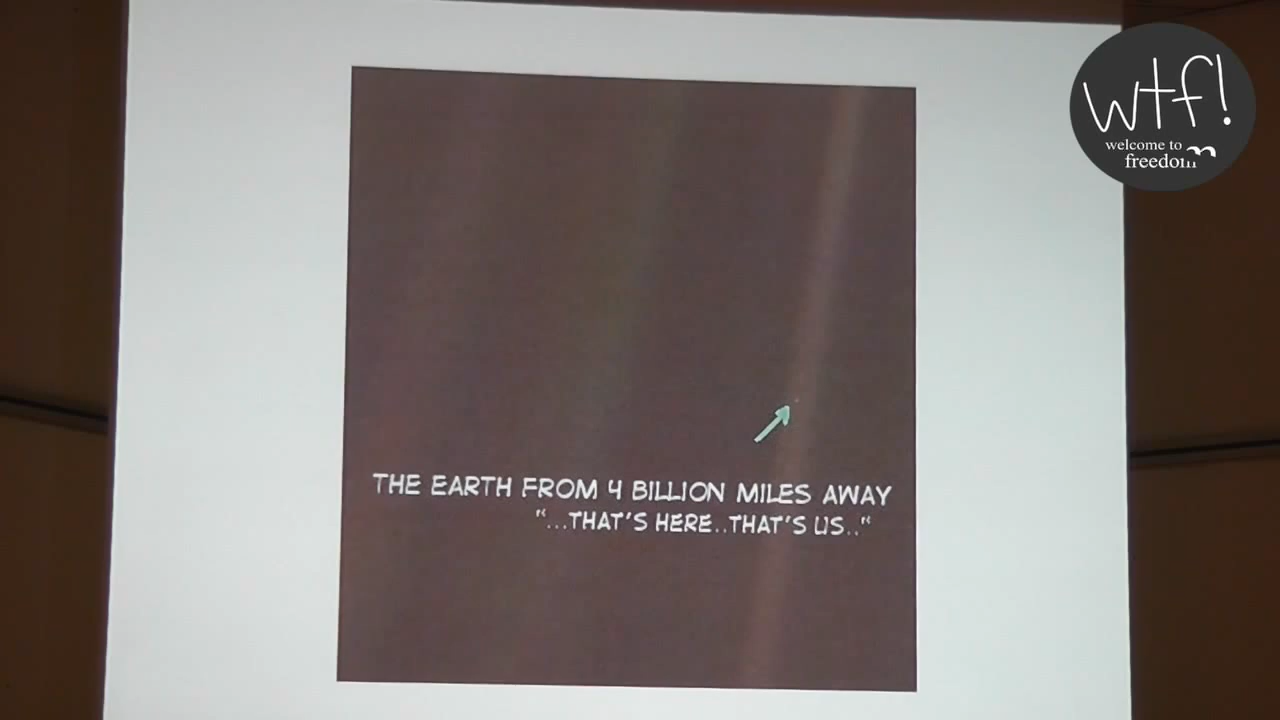 wtf!
welcome to
freedom
THE EARTH FROM 4 BILLION MILES AWAY
"...THAT'S HERE..THAT'S US.."